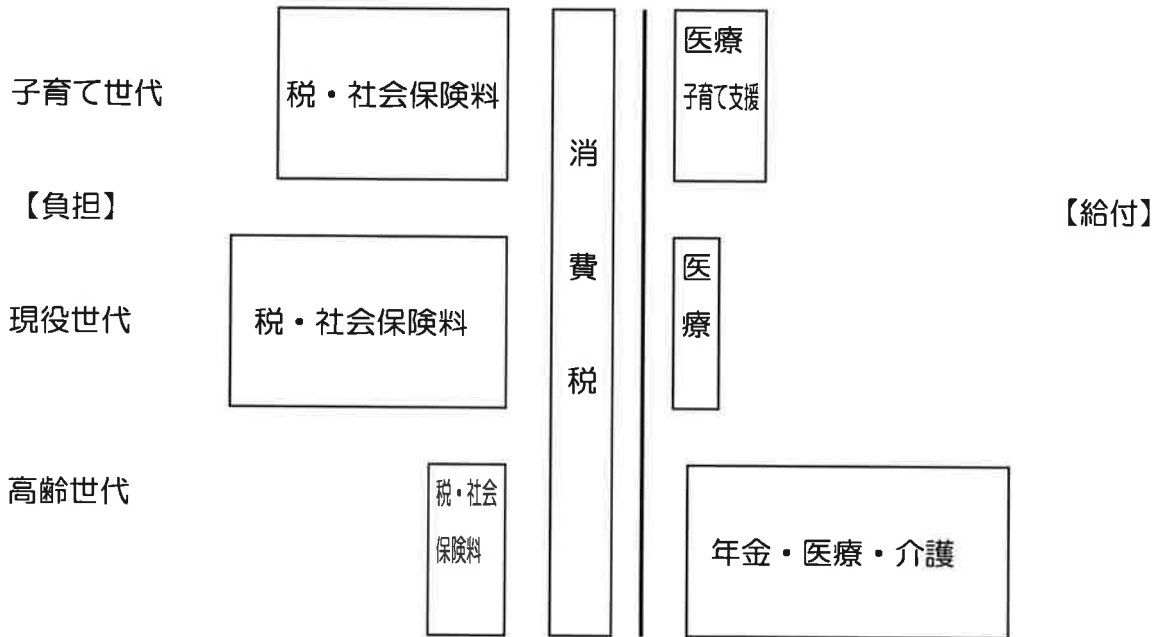 子育て世代
税・社会保険料
医療
子育て支援
【負担】
【給付】
消
費
税
現役世代
税・社会保険料
医
療
高齢世代
税・社会
保険料
年金・医療・介護